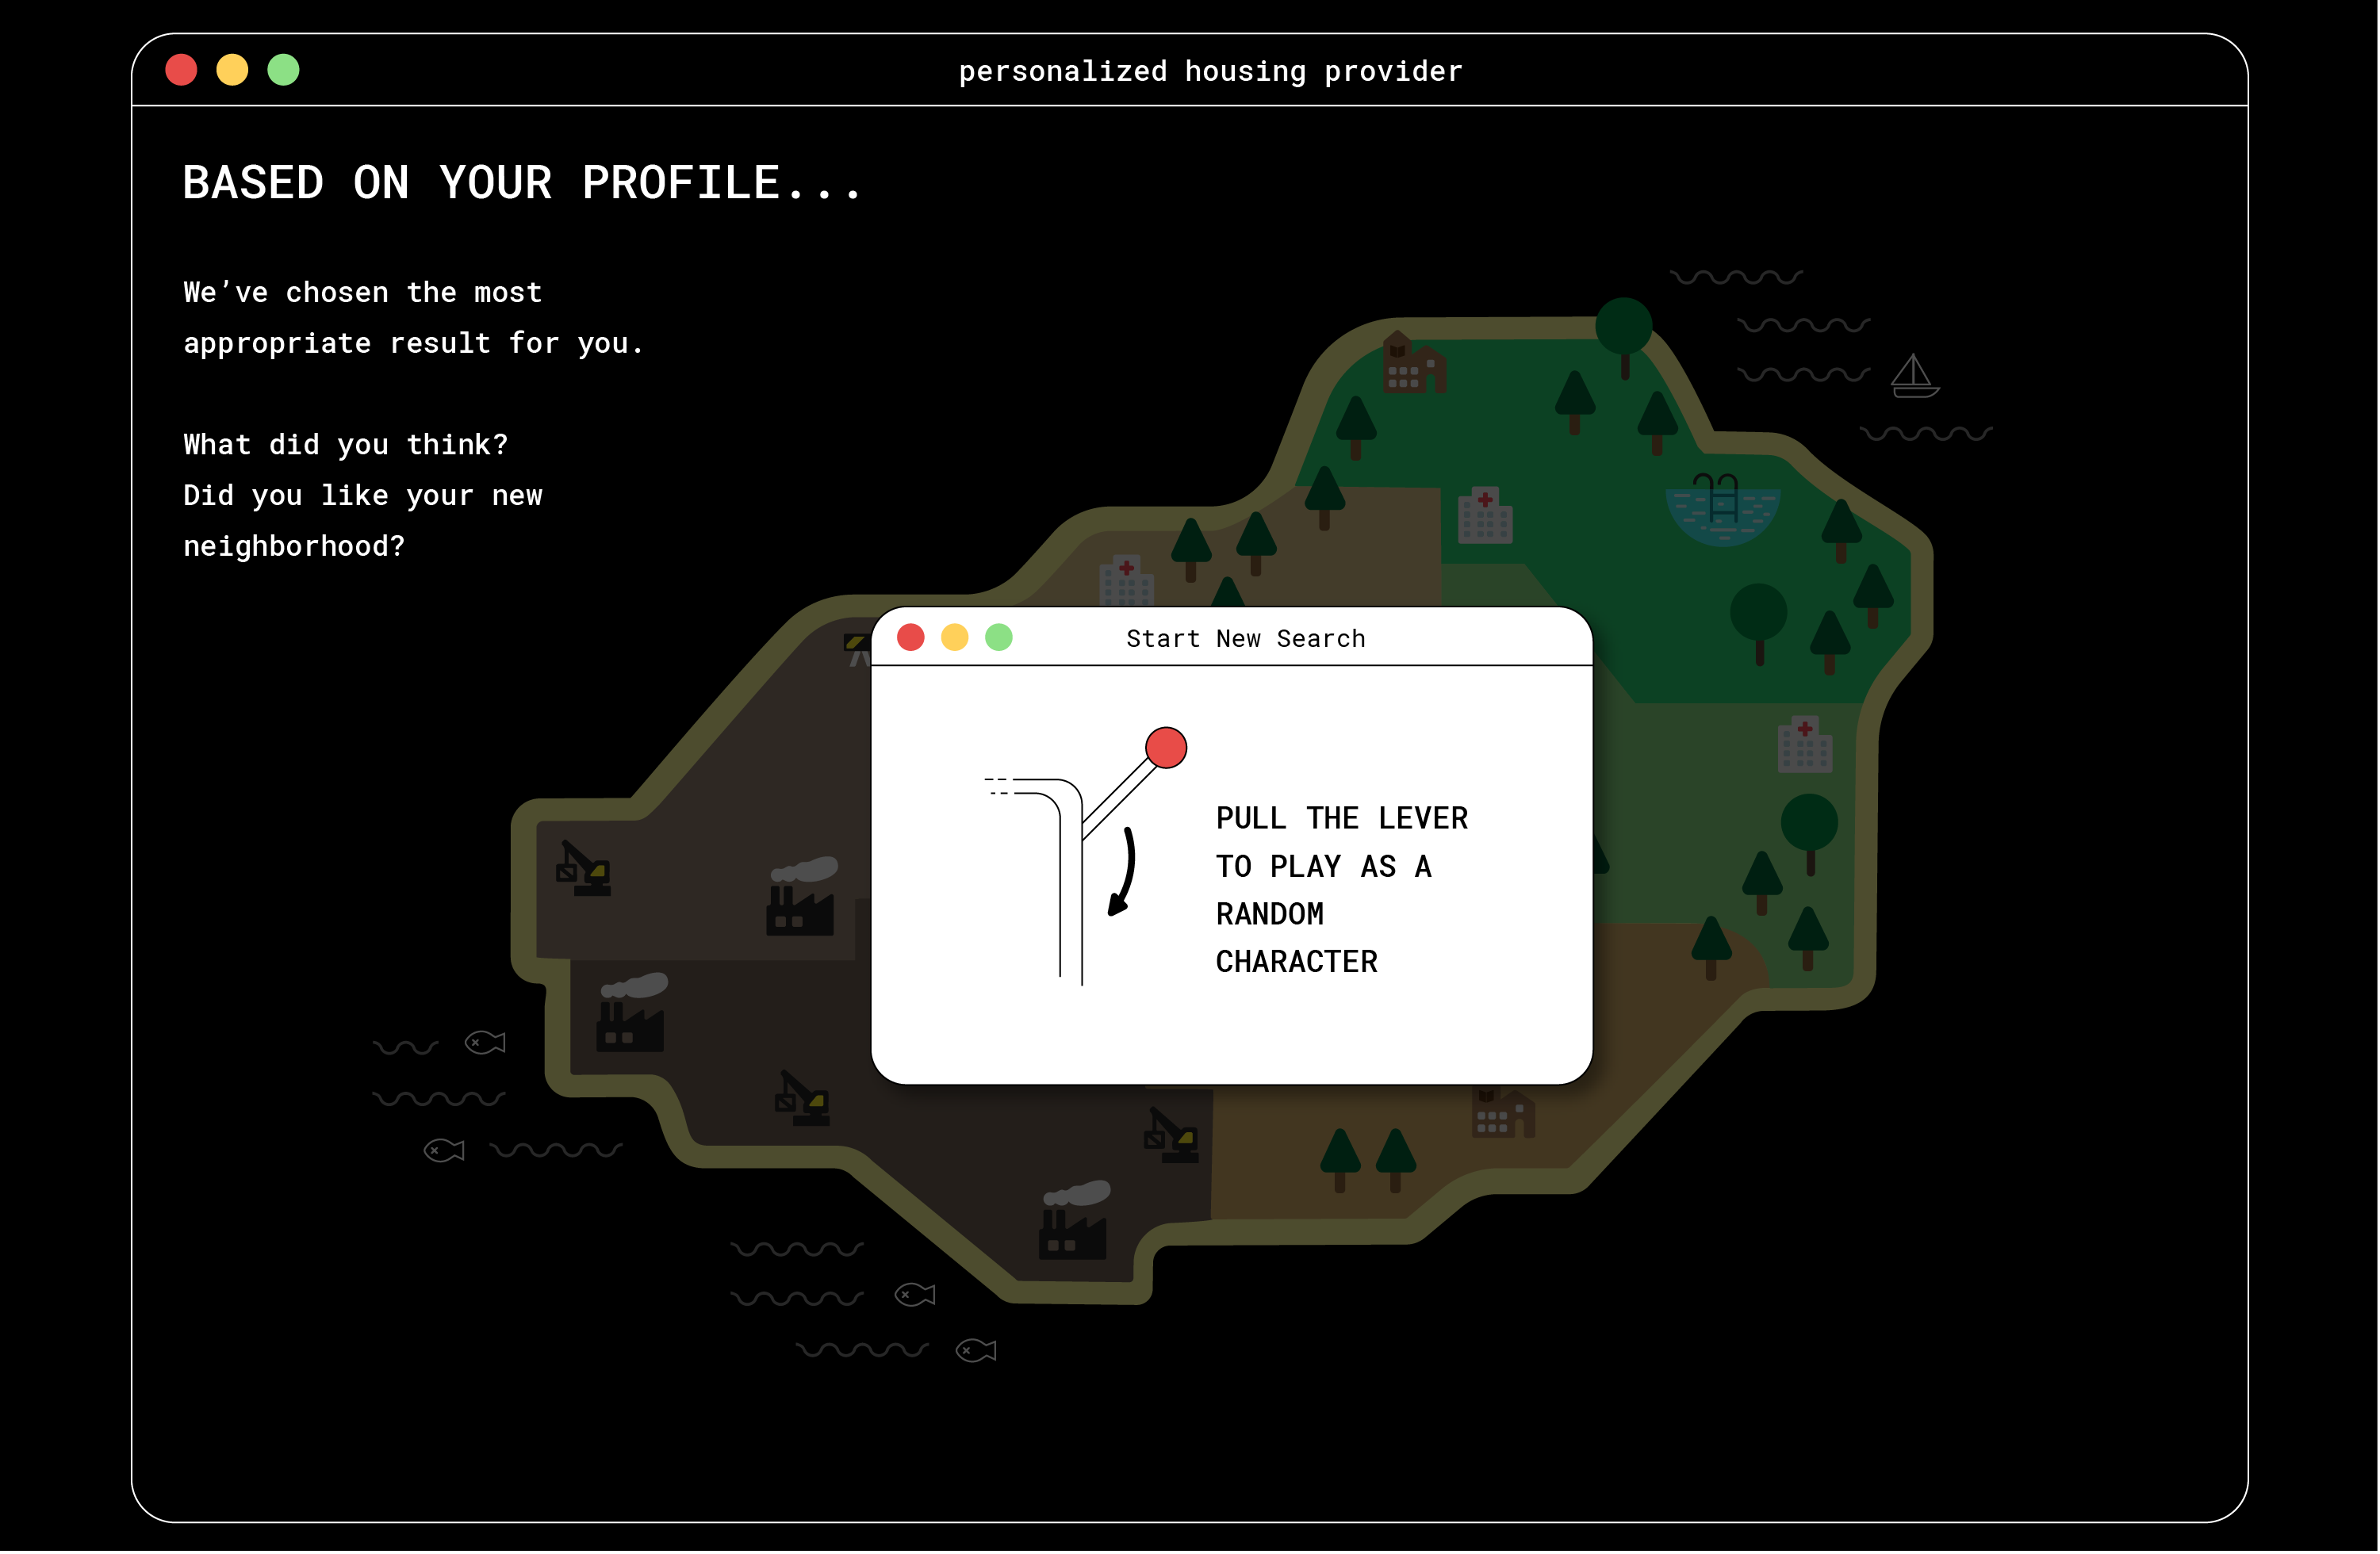 personalized housing provider
BASED ON YOUR PROFILE...
We’ve chosen the most
appropriate result for you.
What did you think?
Did you like your new
neighborhood?
Start New Search
PULL THE LEVER
TO PLAY AS A
RANDOM
CHARACTER